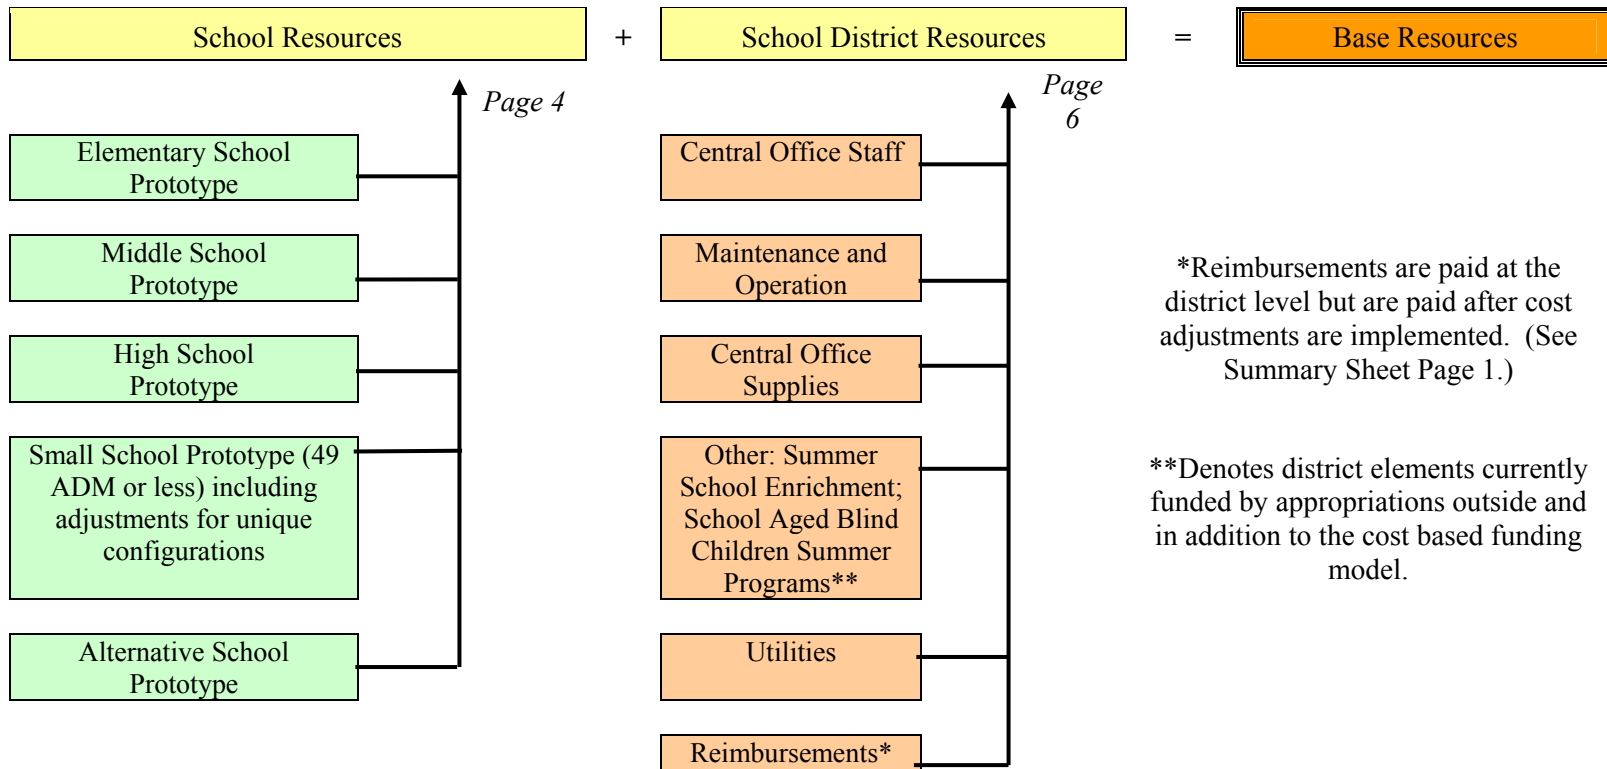 School Resources + School District Resources = Base Resources
Page 4
Page
6
Elementary School
Prototype
Middle School
Prototype
High School
Prototype
Small School Prototype (49
ADM or less) including
adjustments for unique
configurations
Alternative School
Prototype
Central Office Staff
Maintenance and
Operation
Central Office
Supplies
Other: Summer
School Enrichment;
School Aged Blind
Children Summer
Programs**
Utilities
Reimbursements*
*Reimbursements are paid at the
district level but are paid after cost
adjustments are implemented.  (See
Summary Sheet Page 1.)
**Denotes district elements currently
funded by appropriations outside and
in addition to the cost based funding
model.